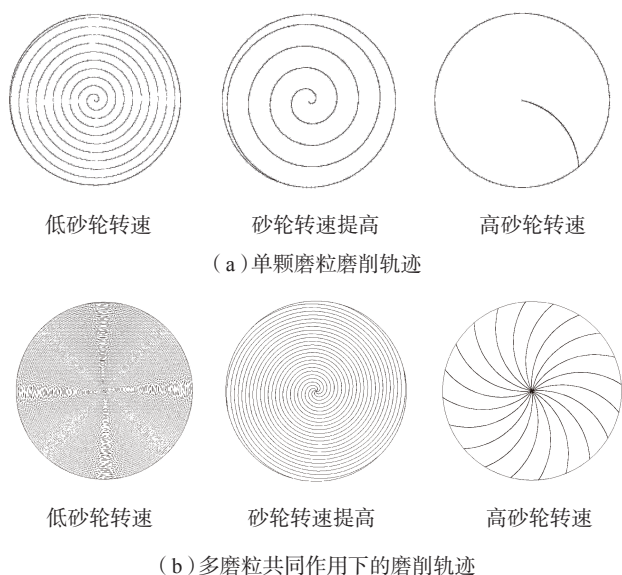 低砂轮转速 砂轮转速提高 高砂轮转速
（a）单颗磨粒磨削轨迹
低砂轮转速 砂轮转速提高 高砂轮转速
（b）多磨粒共同作用下的磨削轨迹